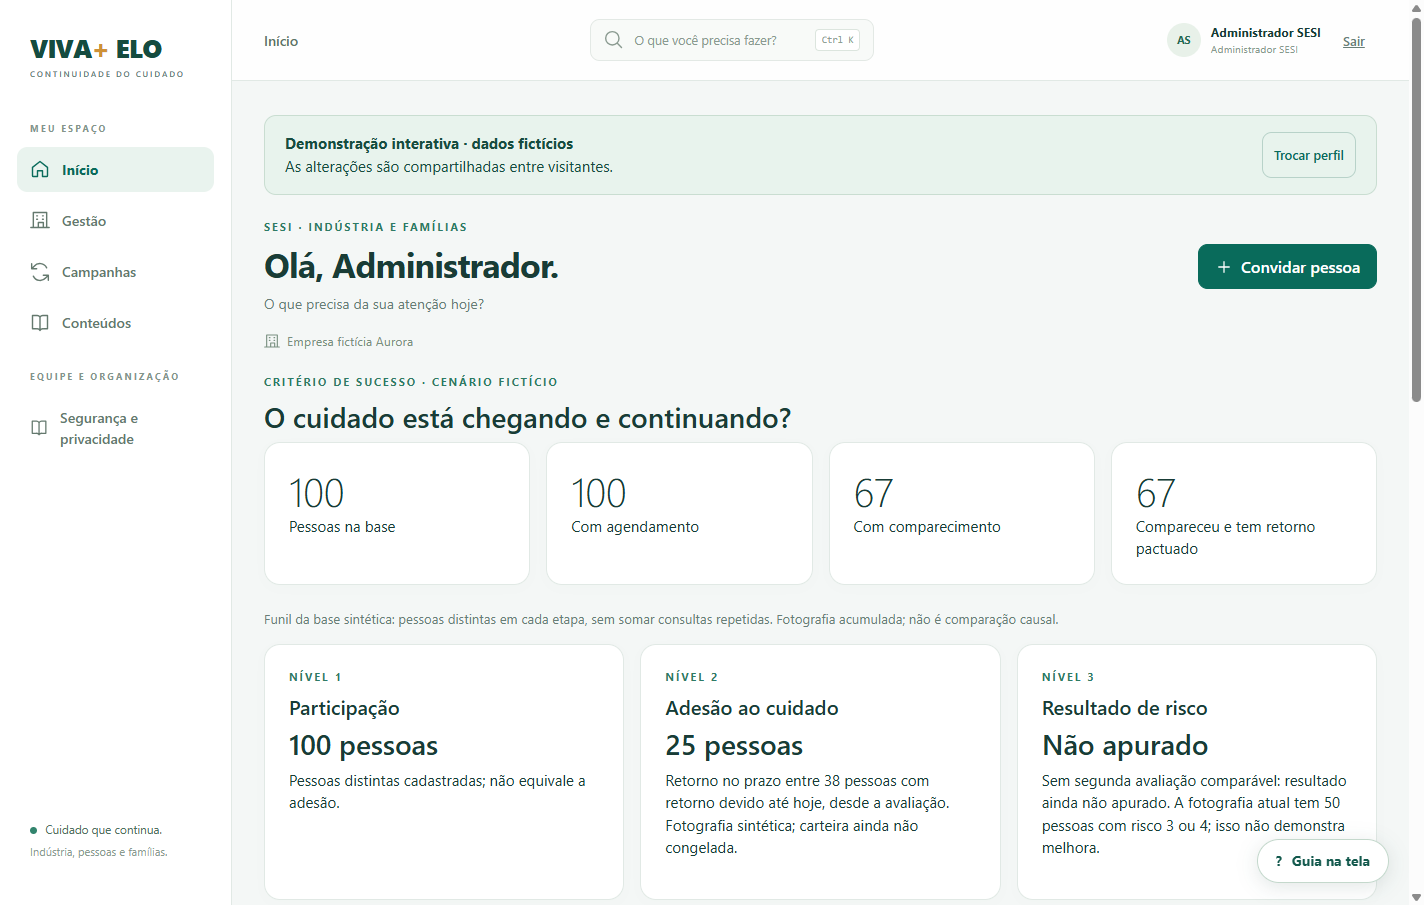 VIVA+ ELO
CONTINUIDADE DO CUIDADO
MEU ESPAÇO
Início
Gestão
Campanhas
Conteúdos
EQUIPE E ORGANIZAÇÃO
Segurança e
privacidade
Cuidado que continua.
Indústria, pessoas e famílias.
Início
O que você precisa fazer?
Ctrl K
AS
Administrador SESI
Administrador SESI
Sair
Demonstração interativa · dados fictícios
As alterações são compartilhadas entre visitantes.
Trocar perfil
SESI · INDÚSTRIA E FAMÍLIAS
Olá, Administrador.
O que precisa da sua atenção hoje?
+ Convidar pessoa
Empresa fictícia Aurora
CRITÉRIO DE SUCESSO · CENÁRIO FICTÍCIO
O cuidado está chegando e continuando?
100
Pessoas na base
100
Com agendamento
67
Com comparecimento
67
Compareceu e tem retorno
pactuado
Funil da base sintética: pessoas distintas em cada etapa, sem somar consultas repetidas. Fotografia acumulada; não é comparação causal.
NÍVEL 1
Participação
100 pessoas
Pessoas distintas cadastradas; não equivale a
adesão.
NÍVEL 2
Adesão ao cuidado
25 pessoas
Retorno no prazo entre 38 pessoas com
retorno devido até hoje, desde a avaliação.
Fotografia sintética; carteira ainda não
congelada.
NÍVEL 3
Resultado de risco
Não apurado
Sem segunda avaliação comparável: resultado
ainda não apurado. A fotografia atual tem 50
pessoas com risco 3 ou 4; isso não demonstra
melhora.
? Guia na tela